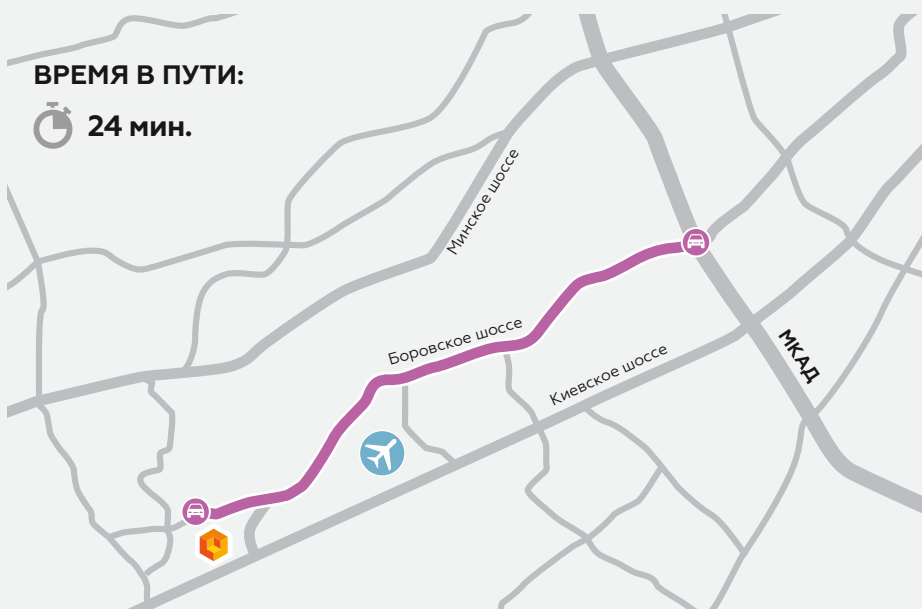 ВРЕМЯ В ПУТИ:
24 мин.
Минское шоссе
Боровское шоссе
Киевское шоссе
МКАД